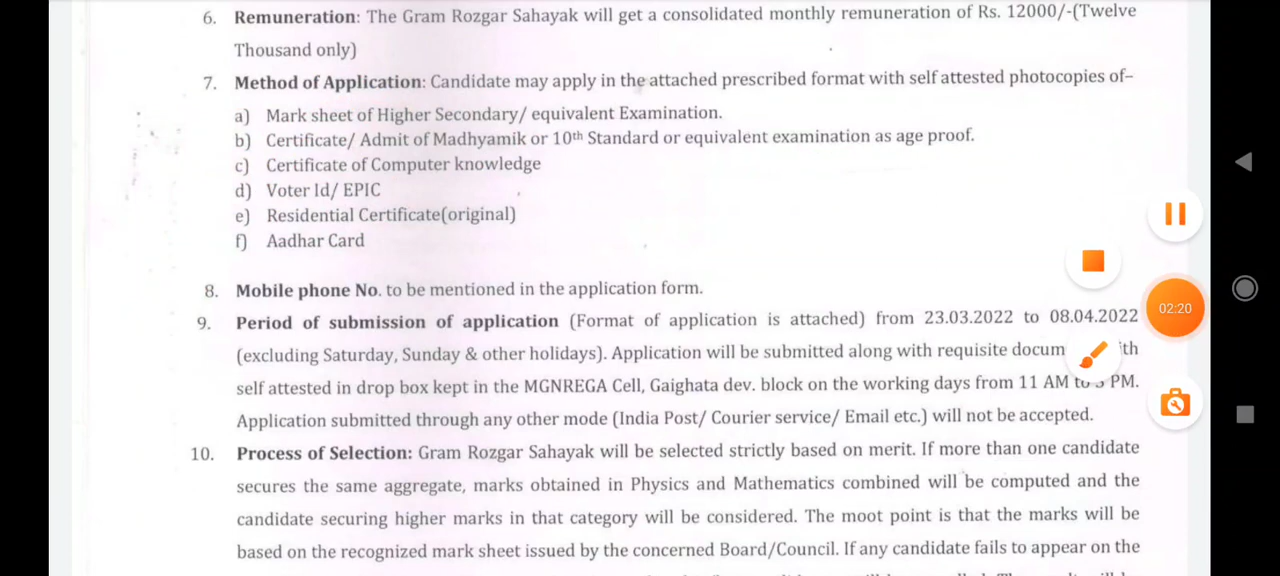 6. Remuneration: The Gram Rozgar Sahayak will get a consolidated monthly remuneration of Rs. 12000/-(Twelve
Thousand only)
7. Method of Application: Candidate may apply in the attached prescribed format with self attested photocopies of–
a) Mark sheet of Higher Secondary/ equivalent Examination.
b) Certificate/ Admit of Madhyamik or 10th Standard or equivalent examination as age proof.
c) Certificate of Computer knowledge
d) Voter Id/ EPIC
e) Residential Certificate(original)
f) Aadhar Card
8. Mobile phone No. to be mentioned in the application form.
9. Period of submission of application (Format of application is attached) from 23.03.2022 to 08.04.2022
(excluding Saturday, Sunday & other holidays). Application will be submitted along with requisite docum ith
self attested in drop box kept in the MGNREGA Cell, Gaighata dev. block on the working days from 11 AM to PM.
Application submitted through any other mode (India Post/ Courier service/ Email etc.) will not be accepted.
10. Process of Selection: Gram Rozgar Sahayak will be selected strictly based on merit. If more than one candidate
secures the same aggregate, marks obtained in Physics and Mathematics combined will be computed and the
candidate securing higher marks in that category will be considered. The moot point is that the marks will be
based on the recognized mark sheet issued by the concerned Board/Council. If any candidate fails to appear on the
02:20